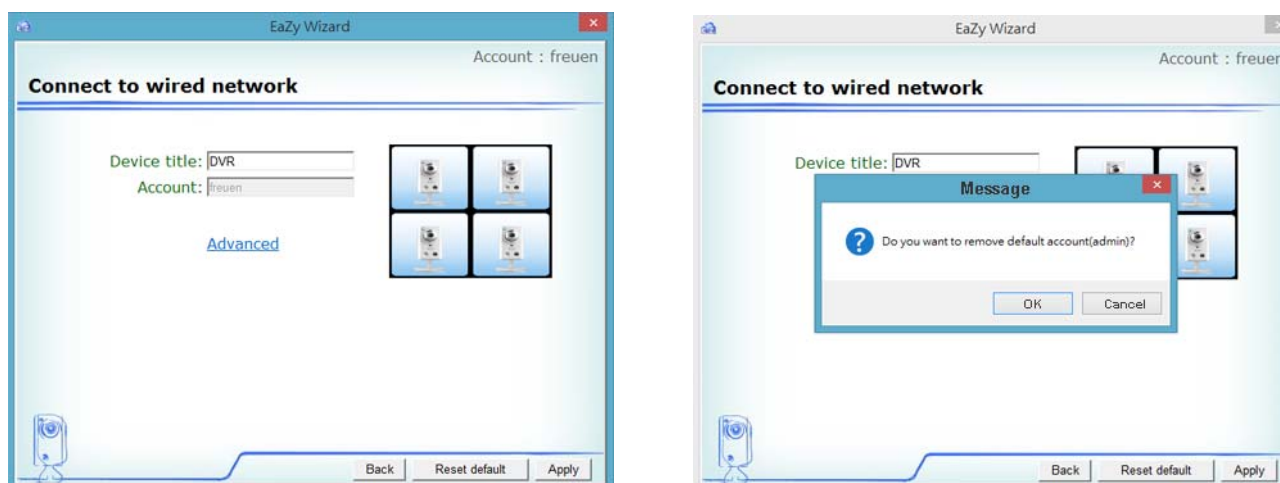 EaZy Wizard
Account : freuen
Connect to wired network
Device title: DVR
Account: freuen
Advanced
Back Reset default Apply
EaZy Wizard
Account : freuen
Connect to wired network
Device title: DVR
Message
Do you want to remove default account(admin)?
OK Cancel
Back Reset default Apply